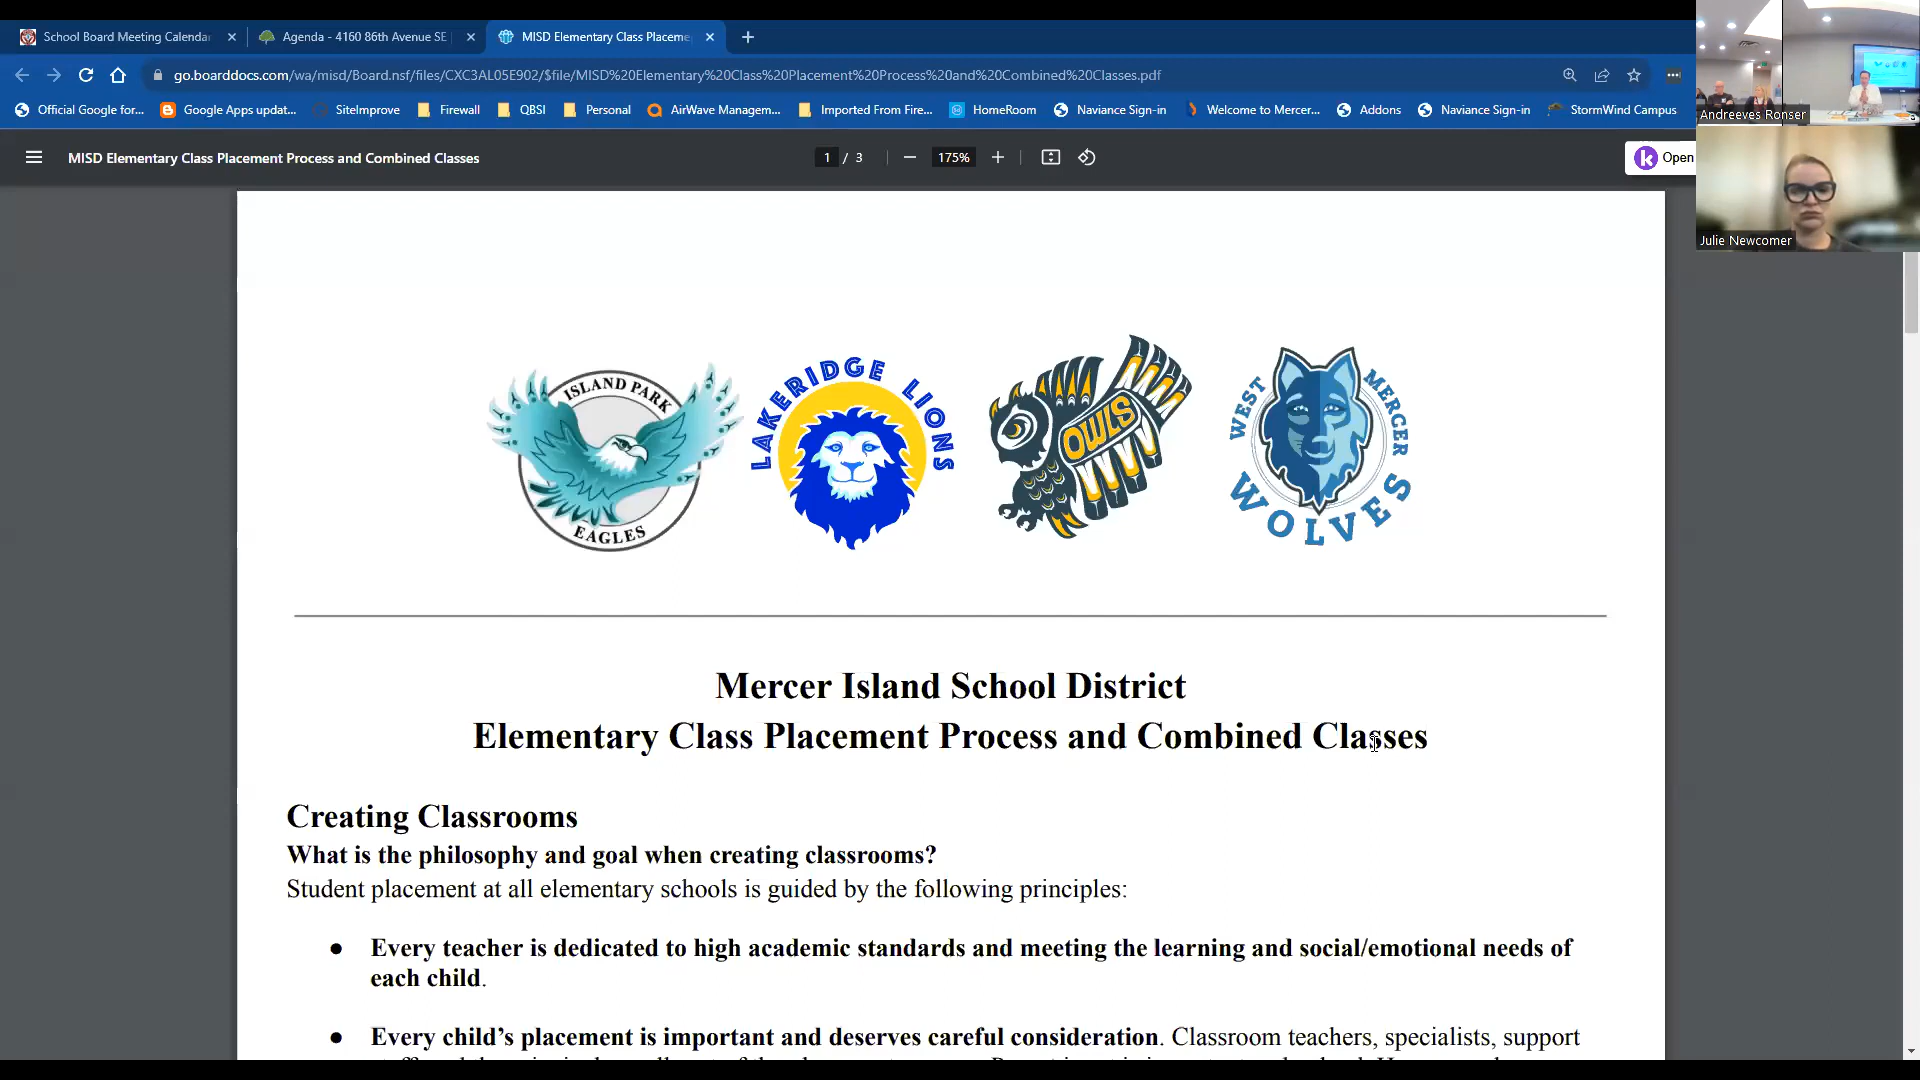 School Board Meeting Calenda
Agenda - 4160 86th Avenue SE
MISD Elementary Class Placeme
go.boarddocs.com/wa/misd/Board.nsf/files/CXC3AL05E902/$file/MISD%20Elementary%20Class%20Placement%20Process%20and%20Combined%20Classes.pdf
Official Google for...
Google Apps updat...
SiteImprove
Firewall
QBSI
Personal
AirWave Managem...
Imported From Fire...
HomeRoom
Naviance Sign-in
Welcome to Mercer...
Addons
Naviance Sign-in
StormWind Campus
Andreeves Ronser
MISD Elementary Class Placement Process and Combined Classes
1 / 3
175%
k Open
Julie Newcomer
ISLAND PARK
EAGLES
LAKERIDGE LIONS
OWLS
WEST MERCER
WOLVES
Mercer Island School District
Elementary Class Placement Process and Combined Classes
Creating Classrooms
What is the philosophy and goal when creating classrooms?
Student placement at all elementary schools is guided by the following principles:
● Every teacher is dedicated to high academic standards and meeting the learning and social/emotional needs of
each child.
● Every child’s placement is important and deserves careful consideration. Classroom teachers, specialists, support